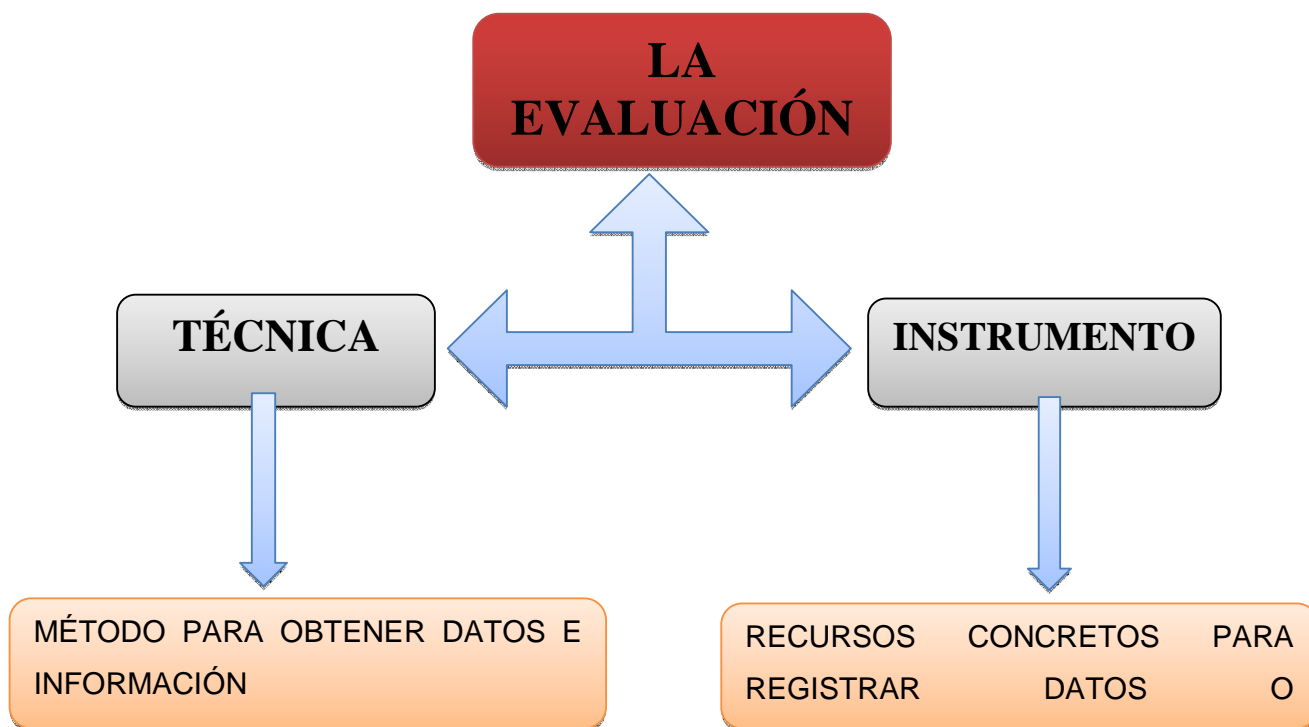 LA
EVALUACIÓN
TÉCNICA
INSTRUMENTO
MÉTODO PARA OBTENER DATOS E
INFORMACIÓN
RECURSOS CONCRETOS PARA
REGISTRAR DATOS O